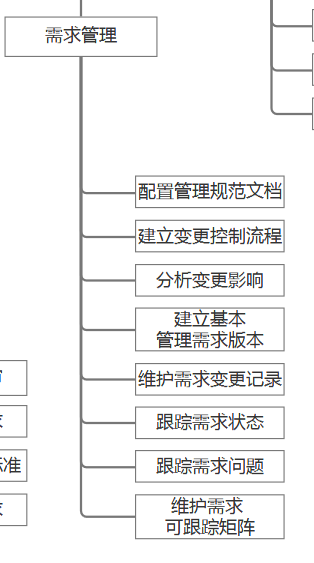 需求管理
配置管理规范文档
建立变更控制流程
分析变更影响
建立基本
管理需求版本
维护需求变更记录
跟踪需求状态
标准
跟踪需求问题
维护需求
可跟踪矩阵